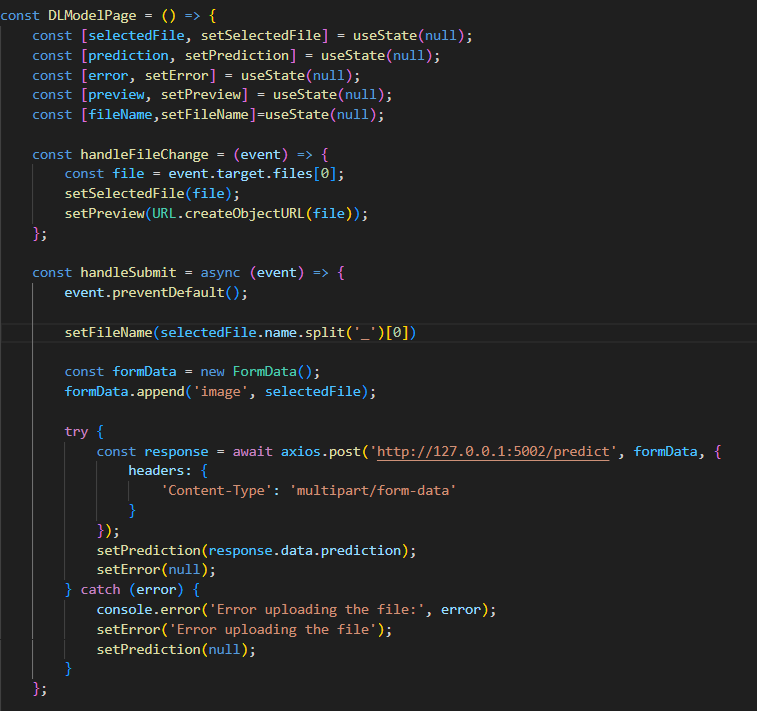 const DLModelPage = () => {
    const [selectedFile, setSelectedFile] = useState(null);
    const [prediction, setPrediction] = useState(null);
    const [error, setError] = useState(null);
    const [preview, setPreview] = useState(null);
    const [fileName,setFileName]=useState(null);

    const handleFileChange = (event) => {
        const file = event.target.files[0];
        setSelectedFile(file);
        setPreview(URL.createObjectURL(file));
    };

    const handleSubmit = async (event) => {
        event.preventDefault();

        setFileName(selectedFile.name.split('_')[0])

        const formData = new FormData();
        formData.append('image', selectedFile);

        try {
            const response = await axios.post('http://127.0.0.1:5002/predict', formData, {
                headers: {
                    'Content-Type': 'multipart/form-data'
                }
            });
            setPrediction(response.data.prediction);
            setError(null);
        } catch (error) {
            console.error('Error uploading the file:', error);
            setError('Error uploading the file');
            setPrediction(null);
        }
    };